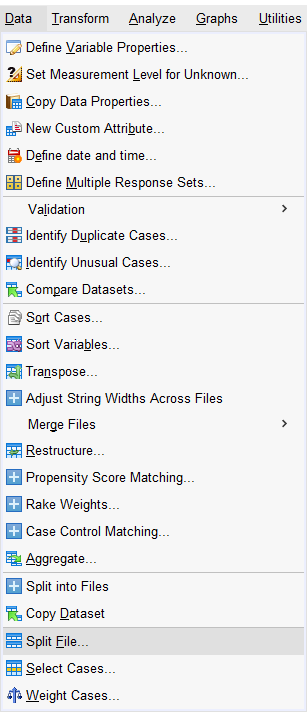 Data Transform Analyze Graphs Utilities
Define Variable Properties...
Set Measurement Level for Unknown...
Copy Data Properties...
New Custom Attribute...
Define date and time...
Define Multiple Response Sets...
Validation
Identify Duplicate Cases...
Identify Unusual Cases...
Compare Datasets...
Sort Cases...
Sort Variables...
Transpose...
Adjust String Widths Across Files
Merge Files
Restructure...
Propensity Score Matching...
Rake Weights...
Case Control Matching...
Aggregate...
Split into Files
Copy Dataset
Split File...
Select Cases...
Weight Cases...